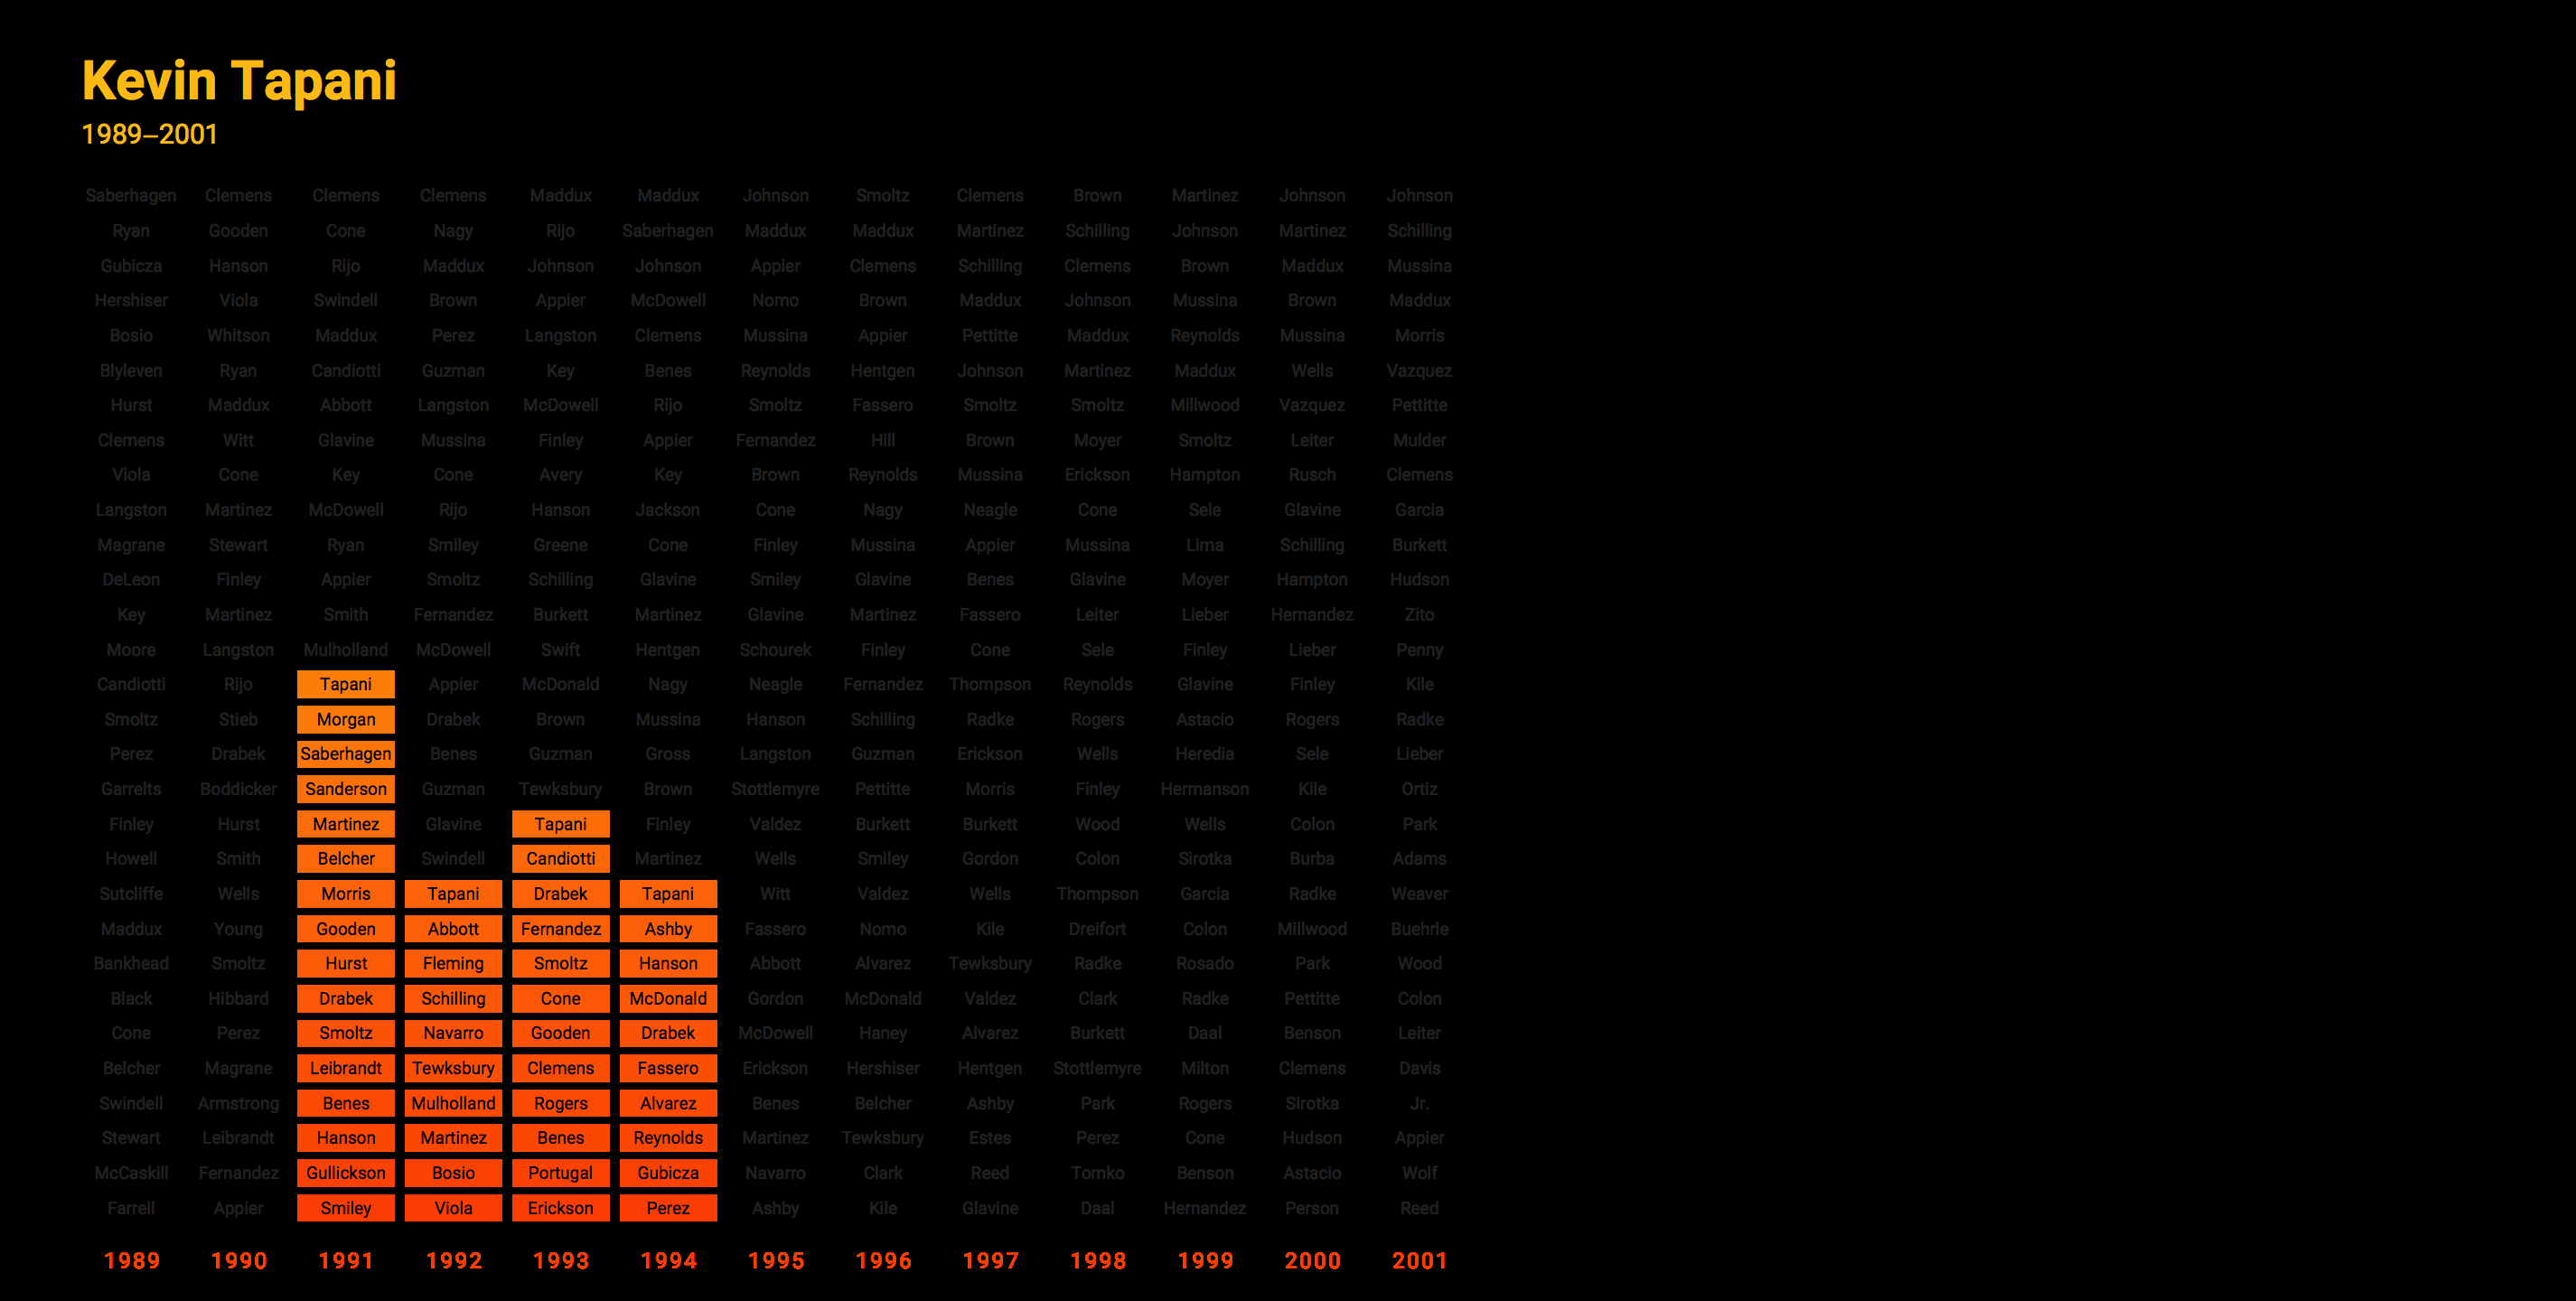 Kevin Tapani
1989–2001
Saberhagen Clemens Clemens Clemens Maddux Maddux Johnson Smoltz Clemens Brown Martinez Johnson Johnson
Ryan Gooden Cone Nagy Rijo Saberhagen Maddux Maddux Martinez Schilling Johnson Martinez Schilling
Gubicza Hanson Rijo Maddux Johnson Johnson Appier Clemens Schilling Clemens Brown Maddux Mussina
Hershiser Viola Swindell Brown Appier McDowell Nomo Brown Maddux Johnson Mussina Brown Maddux
Bosio Whitson Maddux Perez Langston Clemens Mussina Appier Pettitte Maddux Reynolds Mussina Morris
Blyleven Ryan Candiotti Guzman Key Benes Reynolds Hentgen Johnson Martinez Maddux Wells Vazquez
Hurst Maddux Abbott Langston McDowell Rijo Smoltz Fassero Smoltz Smoltz Millwood Vazquez Pettitte
Clemens Witt Glavine Mussina Finley Appier Fernandez Hill Brown Moyer Smoltz Leiter Mulder
Viola Cone Key Cone Avery Key Brown Reynolds Mussina Erickson Hampton Rusch Clemens
Langston Martinez McDowell Rijo Hanson Jackson Cone Nagy Neagle Cone Sele Glavine Garcia
Magrane Stewart Ryan Smiley Greene Cone Finley Mussina Appier Mussina Lima Schilling Burkett
DeLeon Finley Appier Smoltz Schilling Glavine Smiley Glavine Benes Glavine Moyer Hampton Hudson
Key Martinez Smith Fernandez Burkett Martinez Glavine Martinez Fassero Leiter Lieber Hernandez Zito
Moore Langston Mulholland McDowell Swift Hentgen Schourek Finley Cone Sele Finley Lieber Penny
Candiotti Rijo Tapani Appier McDonald Nagy Neagle Fernandez Thompson Reynolds Glavine Finley Kile
Smoltz Stieb Morgan Drabek Brown Mussina Hanson Schilling Radke Rogers Astacio Rogers Radke
Perez Drabek Saberhagen Benes Guzman Gross Langston Guzman Erickson Wells Heredia Sele Lieber
Garrelts Boddicker Sanderson Guzman Tewksbury Brown Stottlemyre Pettitte Morris Finley Hermanson Kile Ortiz
Finley Hurst Martinez Glavine Tapani Finley Valdez Burkett Burkett Wood Wells Colon Park
Howell Smith Belcher Swindell Candiotti Martinez Wells Smiley Gordon Colon Sirotka Burba Adams
Sutcliffe Wells Morris Tapani Drabek Tapani Witt Valdez Wells Thompson Garcia Radke Weaver
Maddux Young Gooden Abbott Fernandez Ashby Fassero Nomo Kile Dreifort Colon Millwood Buehrle
Bankhead Smoltz Hurst Fleming Smoltz Hanson Abbott Alvarez Tewksbury Radke Rosado Park Wood
Black Hibbard Drabek Schilling Cone McDonald Gordon McDonald Valdez Clark Radke Pettitte Colon
Cone Perez Smoltz Navarro Gooden Drabek McDowell Haney Alvarez Burkett Daal Benson Leiter
Belcher Magrane Leibrandt Tewksbury Clemens Fassero Erickson Hershiser Hentgen Stottlemyre Milton Clemens Davis
Swindell Armstrong Benes Mulholland Rogers Alvarez Benes Belcher Ashby Park Rogers Sirotka Jr.
Stewart Leibrandt Hanson Martinez Benes Reynolds Martinez Tewksbury Estes Perez Cone Hudson Appier
McCaskill Fernandez Gullickson Bosio Portugal Gubicza Navarro Clark Reed Tomko Benson Astacio Wolf
Farrell Appier Smiley Viola Erickson Perez Ashby Kile Glavine Daal Hernandez Person Reed
1989 1990 1991 1992 1993 1994 1995 1996 1997 1998 1999 2000 2001